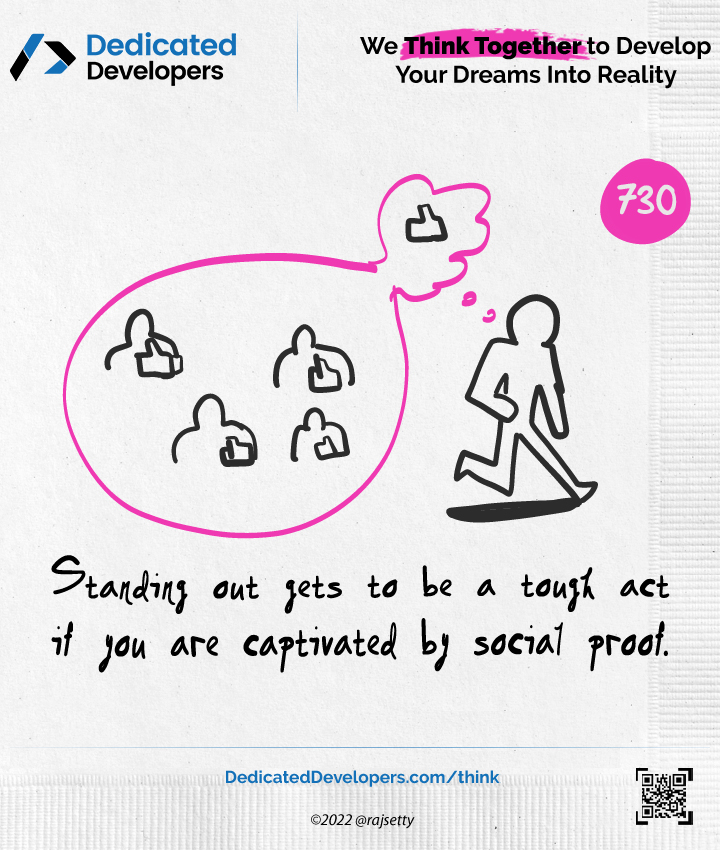 Dedicated
Developers
We Think Together to Develop
Your Dreams Into Reality
730
Standing out gets to be a tough act
if you are captivated by social proof.
DedicatedDevelopers.com/think
©2022 @rajsetty